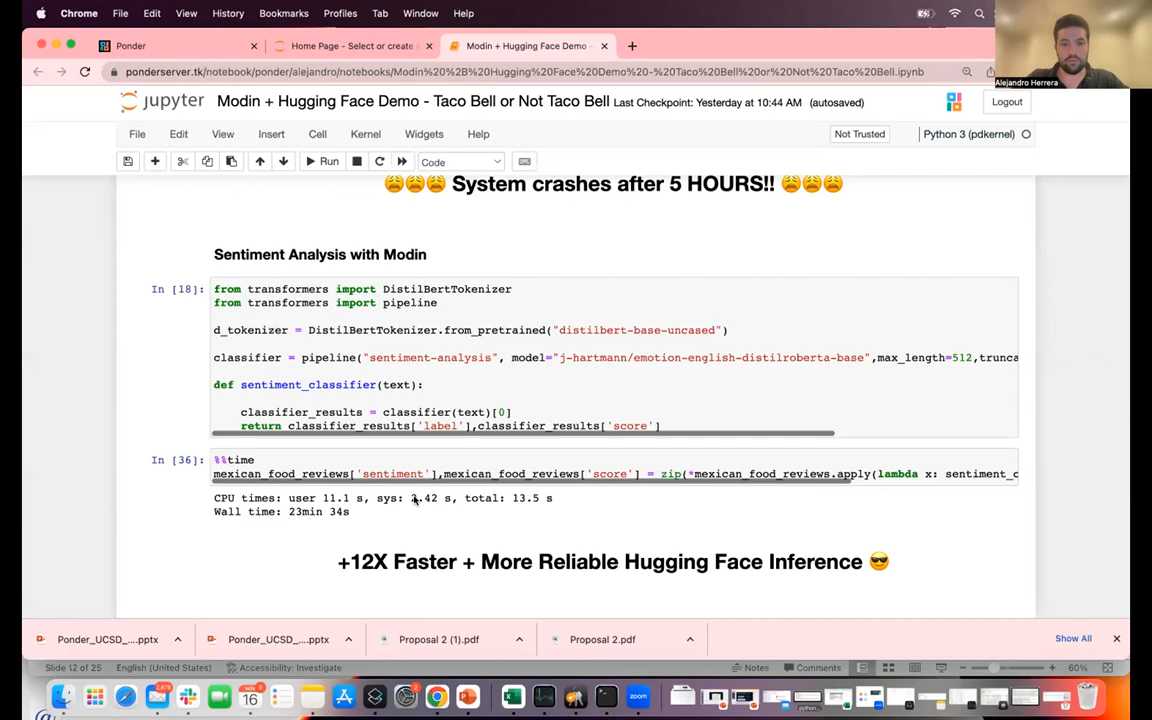 Chrome File Edit View History Bookmarks Profiles Tab Window Help
Ponder
Home Page - Select or create
Modin + Hugging Face Demo -
Alejandro Herrera
ponderserver.tk/notebook/ponder/alejandro/notebooks/Modin%20%2B%20Hugging%20Face%20Demo%20-%20Taco%20Bell%20or%20Not%20Taco%20Bell.ipynb
jupyter Modin + Hugging Face Demo - Taco Bell or Not Taco Bell Last Checkpoint: Yesterday at 10:44 AM (autosaved)
Logout
File Edit View Insert Cell Kernel Widgets Help
Not Trusted
Python 3 (pdkernel)
Run
Code
😩😩😩 System crashes after 5 HOURS!! 😩😩😩
Sentiment Analysis with Modin
In [18]:
from transformers import DistilBertTokenizer
from transformers import pipeline
d_tokenizer = DistilBertTokenizer.from_pretrained("distilbert-base-uncased")
classifier = pipeline("sentiment-analysis", model="j-hartmann/emotion-english-distilroberta-base",max_length=512,trunca
def sentiment_classifier(text):
classifier_results = classifier(text)[0]
return classifier_results['label'],classifier_results['score']
In [36]:
%%time
mexican_food_reviews['sentiment'],mexican_food_reviews['score'] = zip(*mexican_food_reviews.apply(lambda x: sentiment_c
CPU times: user 11.1 s, sys: .42 s, total: 13.5 s
Wall time: 23min 34s
+12X Faster + More Reliable Hugging Face Inference 😎
Ponder_UCSD_....pptx
Ponder_UCSD_....pptx
Proposal 2 (1).pdf
Proposal 2.pdf
Show All
Slide 12 of 25 English (United States) Accessibility: Investigate
Notes Comments 60%
NOV
16
zoom